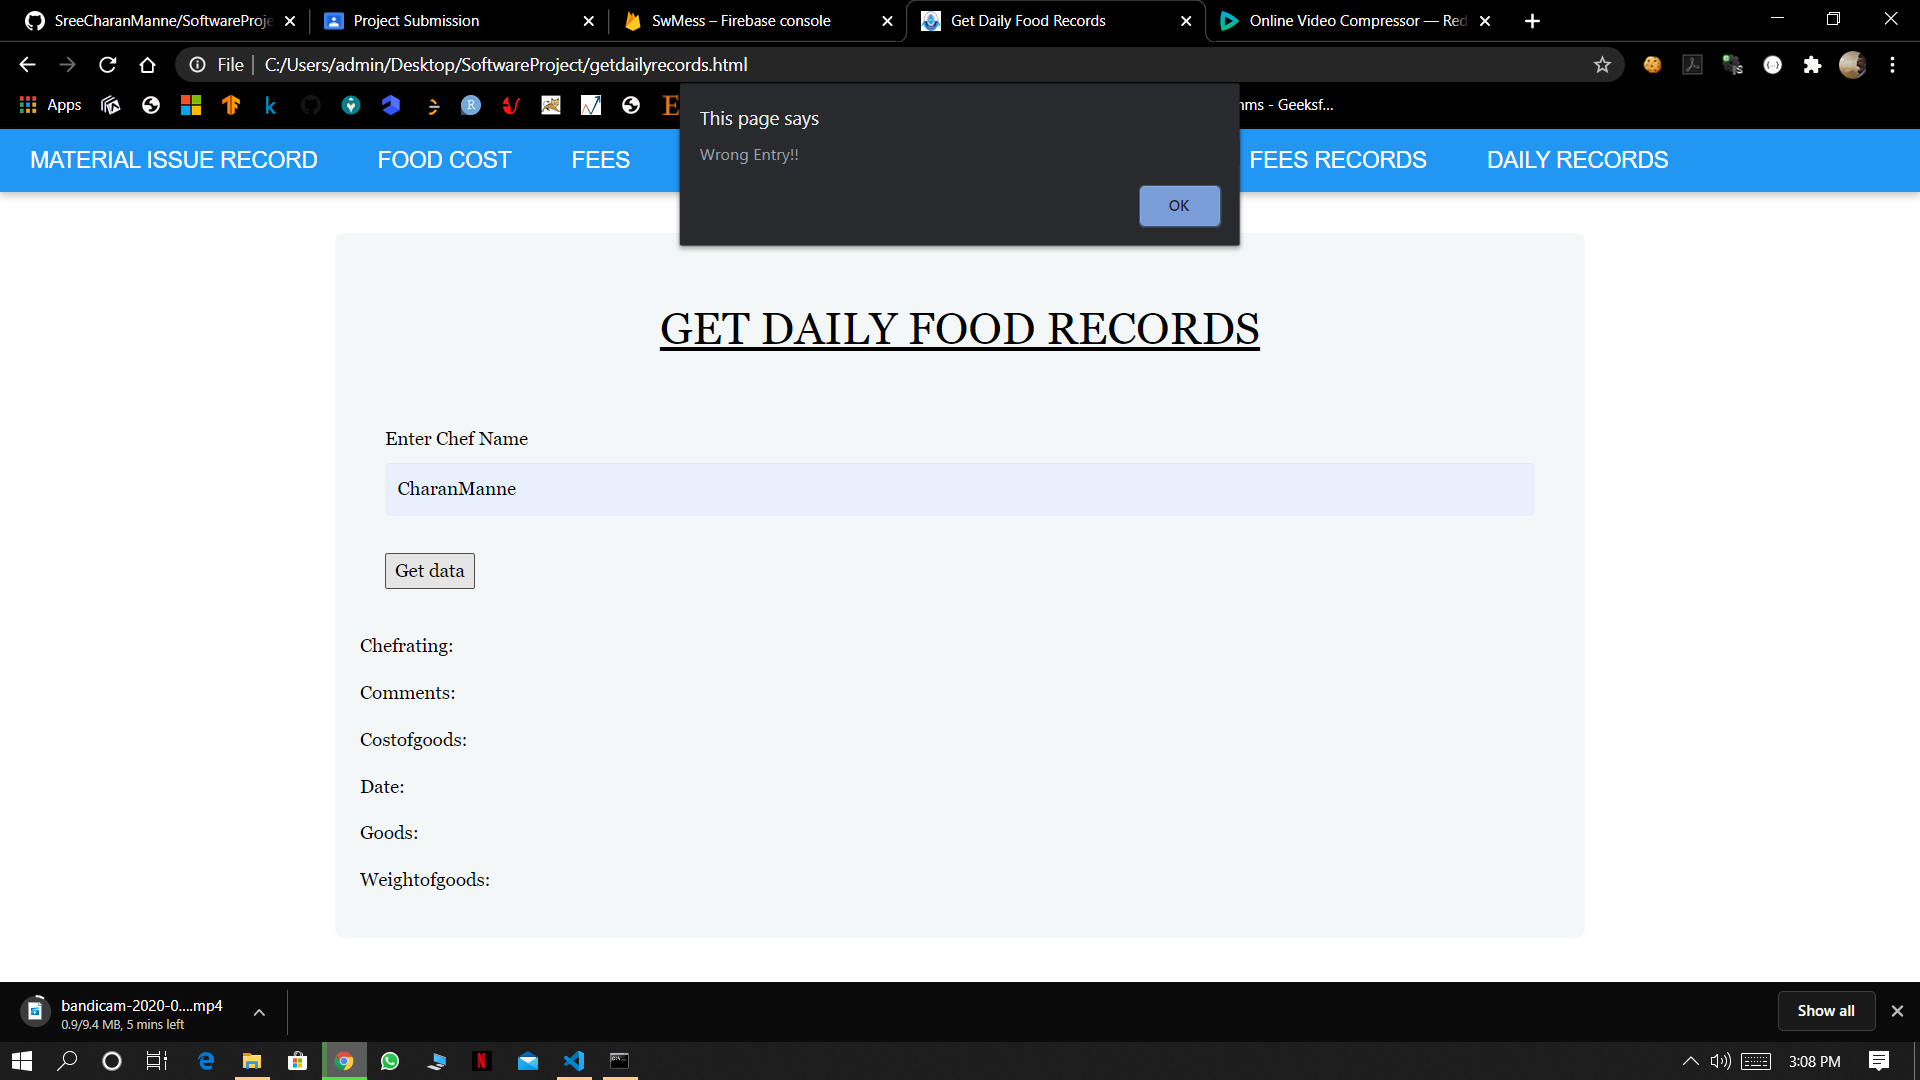 SreeCharanManne/SoftwareProje
Project Submission
SwMess – Firebase console
Get Daily Food Records
Online Video Compressor — Red
File
C:/Users/admin/Desktop/SoftwareProject/getdailyrecords.html
Apps
hms - Geeksf...
This page says
Wrong Entry!!
OK
MATERIAL ISSUE RECORD
FOOD COST
FEES
FEES RECORDS
DAILY RECORDS
GET DAILY FOOD RECORDS
Enter Chef Name
CharanManne
Get data
Chefrating:
Comments:
Costofgoods:
Date:
Goods:
Weightofgoods:
bandicam-2020-0....mp4
0.9/9.4 MB, 5 mins left
Show all
3:08 PM